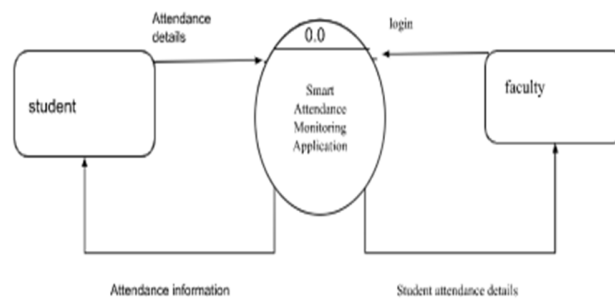 Attendance
details
0.0
login
student
Smart
Attendance
Monitoring
Application
faculty
Attendance information
Student attendance details